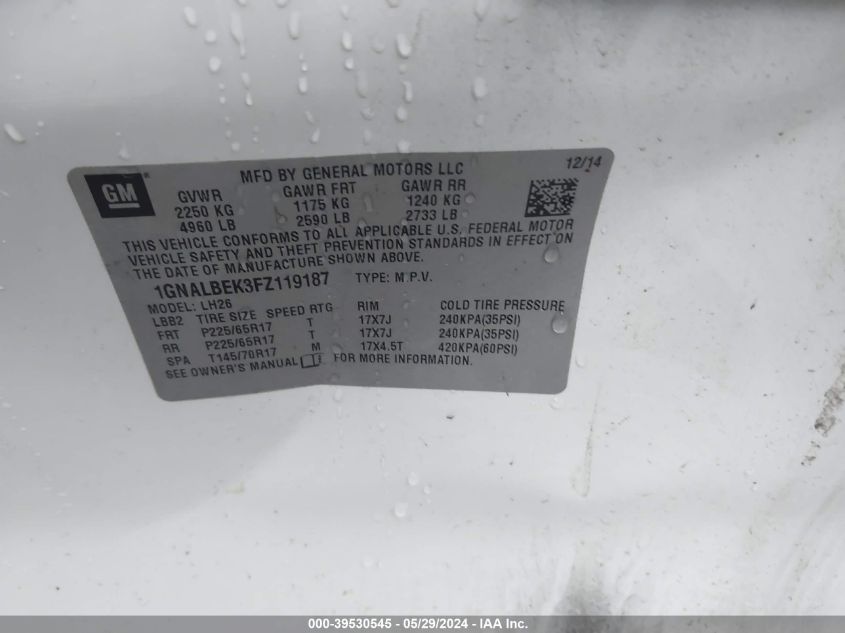 GM
MFD BY GENERAL MOTORS LLC 12/14
GVWR GAWR FRT GAWR RR
2250 KG 1175 KG 1240 KG
4960 LB 2590 LB 2733 LB
THIS VEHICLE CONFORMS TO ALL APPLICABLE U.S. FEDERAL MOTOR
VEHICLE SAFETY AND THEFT PREVENTION STANDARDS IN EFFECT ON
THE DATE OF MANUFACTURE SHOWN ABOVE.
1GNALBEK3FZ119187 TYPE: M.P.V.
MODEL: LH26
LBB2 TIRE SIZE SPEED RTG RIM COLD TIRE PRESSURE
FRT P225/65R17 T 17X7J 240KPA(35PSI)
RR P225/65R17 T 17X7J 240KPA(35PSI)
SPA T145/70R17 M 17X4.5T 420KPA(60PSI)
SEE OWNER'S MANUAL FOR MORE INFORMATION.
000-39530545 - 05/29/2024 - IAA Inc.